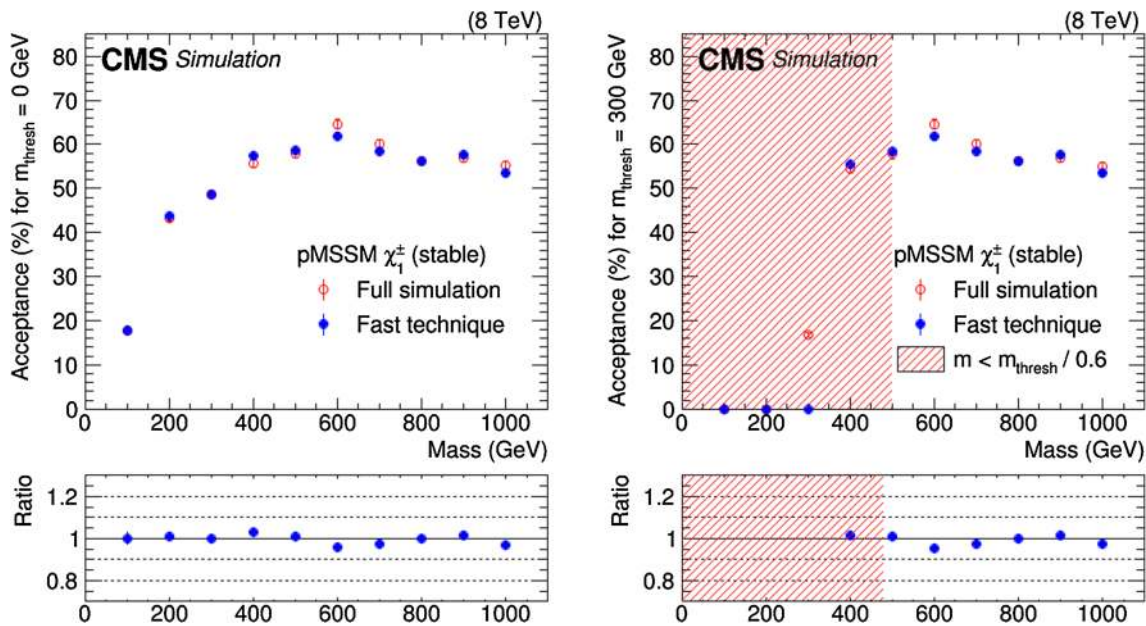 (8 TeV)
CMS Simulation
Acceptance (%) for m_thresh = 0 GeV
80
70
60
50
40
30
20
10
0
pMSSM χ₁± (stable)
Full simulation
Fast technique
0 200 400 600 800 1000
Mass (GeV)
Ratio
1.2
1
0.8
0 200 400 600 800 1000
(8 TeV)
CMS Simulation
Acceptance (%) for m_thresh = 300 GeV
80
70
60
50
40
30
20
10
0
pMSSM χ₁± (stable)
Full simulation
Fast technique
m < m_thresh / 0.6
0 200 400 600 800 1000
Mass (GeV)
Ratio
1.2
1
0.8
0 200 400 600 800 1000